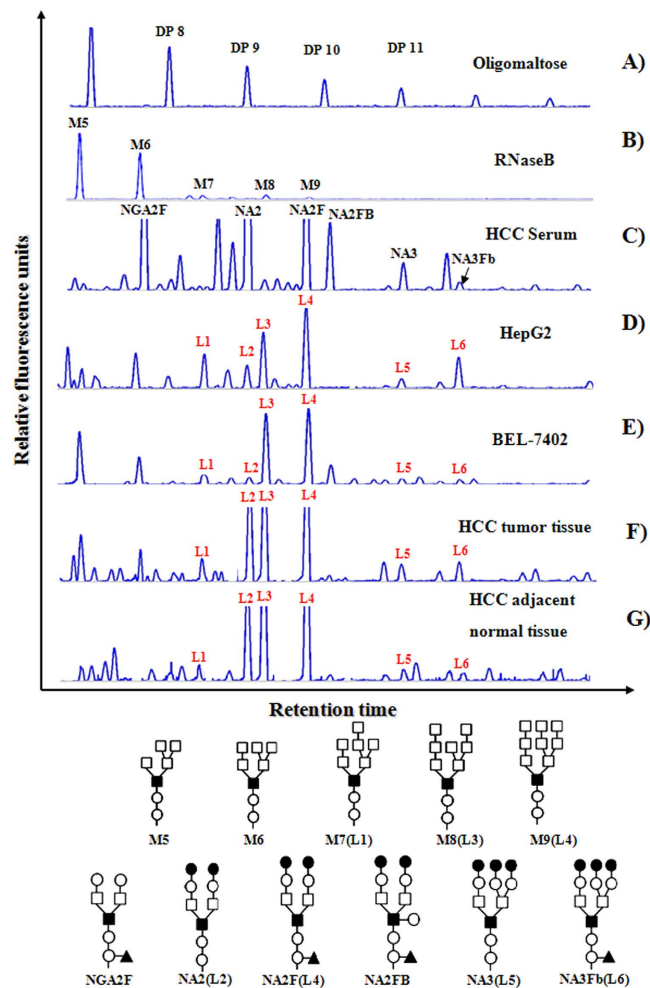 DP 8
DP 9
DP 10
DP 11
Oligomaltose
A)
M5
M6
M7
M8
M9
RNaseB
B)
NGA2F
NA2
NA2F
NA2FB
NA3
NA3Fb
HCC Serum
C)
L1
L2
L3
L4
L5
L6
HepG2
D)
L1
L2
L3
L4
L5
L6
BEL-7402
E)
L1
L2
L3
L4
L5
L6
HCC tumor tissue
F)
L1
L2
L3
L4
L5
L6
HCC adjacent
normal tissue
G)
Relative fluorescence units
Retention time
M5
M6
M7(L1)
M8(L3)
M9(L4)
NGA2F
NA2(L2)
NA2F(L4)
NA2FB
NA3(L5)
NA3Fb(L6)